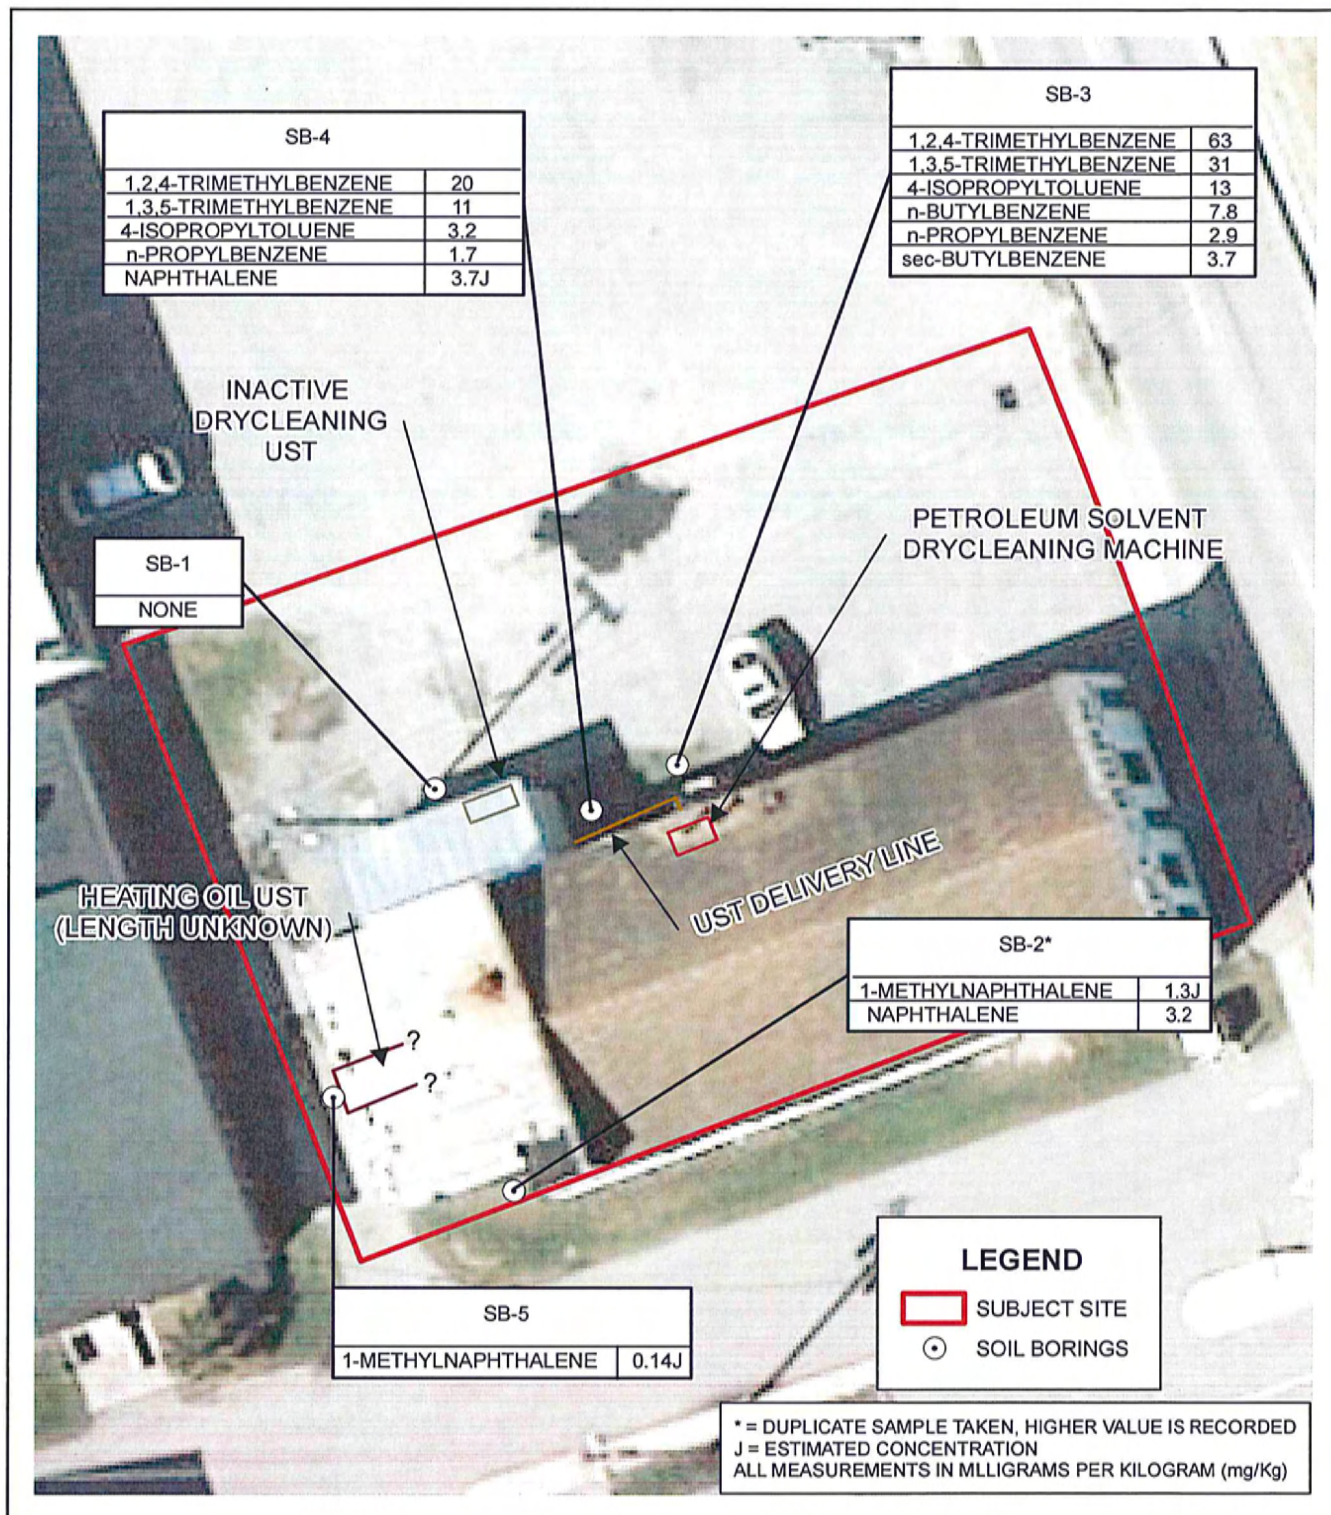 SB-3
1,2,4-TRIMETHYLBENZENE 63
1,3,5-TRIMETHYLBENZENE 31
4-ISOPROPYLTOLUENE 13
n-BUTYLBENZENE 7.8
n-PROPYLBENZENE 2.9
sec-BUTYLBENZENE 3.7
SB-4
1,2,4-TRIMETHYLBENZENE 20
1,3,5-TRIMETHYLBENZENE 11
4-ISOPROPYLTOLUENE 3.2
n-PROPYLBENZENE 1.7
NAPHTHALENE 3.7J
INACTIVE
DRYCLEANING
UST
PETROLEUM SOLVENT
DRYCLEANING MACHINE
SB-1
NONE
UST DELIVERY LINE
HEATING OIL UST
(LENGTH UNKNOWN)
SB-2*
1-METHYLNAPHTHALENE 1.3J
NAPHTHALENE 3.2
?
?
SB-5
1-METHYLNAPHTHALENE 0.14J
LEGEND
SUBJECT SITE
SOIL BORINGS
* = DUPLICATE SAMPLE TAKEN, HIGHER VALUE IS RECORDED
J = ESTIMATED CONCENTRATION
ALL MEASUREMENTS IN MLLIGRAMS PER KILOGRAM (mg/Kg)